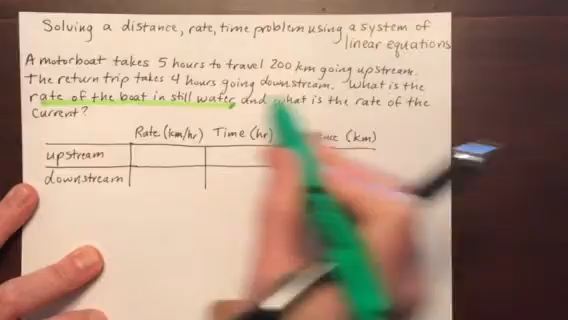 Solving a distance, rate, time problem using a system of
linear equations
A motorboat takes 5 hours to travel 200 km going upstream.
The return trip takes 4 hours going downstream. What is the
rate of the boat in still water and what is the rate of the
current?
Rate (km/hr) Time (hr) (km)
upstream
downstream